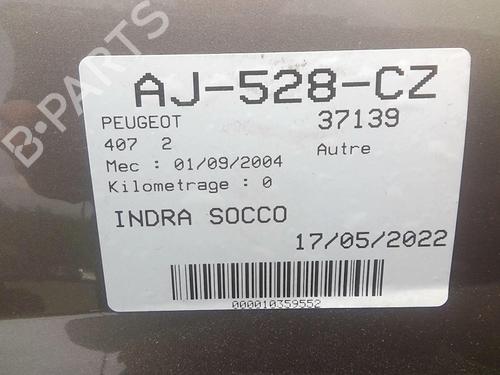 B-PARTS
AJ-528-CZ
PEUGEOT 37139
407 2 Autre
Mec : 01/09/2004
Kilometrage : 0
INDRA SOCCO
17/05/2022
000010359552